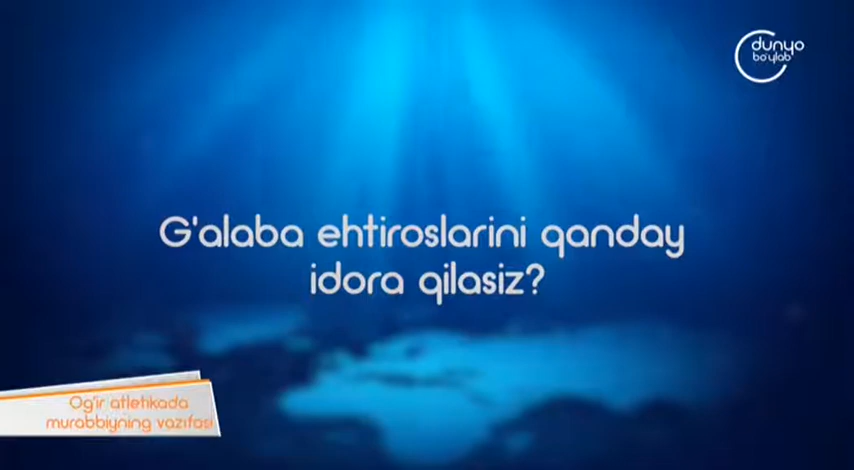 dunyo
bo'ylab
G'alaba ehtiroslarini qanday
idora qilasiz?
Og'ir atletikada
murabbiyning vazifasi